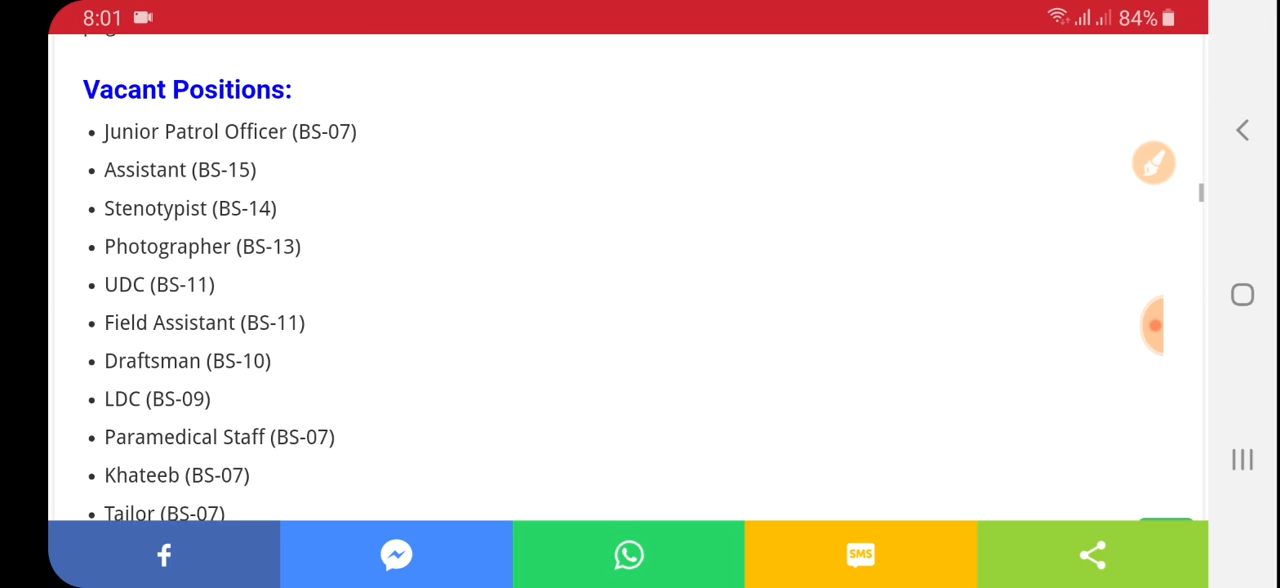 8:01
84%
Vacant Positions:
• Junior Patrol Officer (BS-07)
• Assistant (BS-15)
• Stenotypist (BS-14)
• Photographer (BS-13)
• UDC (BS-11)
• Field Assistant (BS-11)
• Draftsman (BS-10)
• LDC (BS-09)
• Paramedical Staff (BS-07)
• Khateeb (BS-07)
• Tailor (BS-07)
SMS